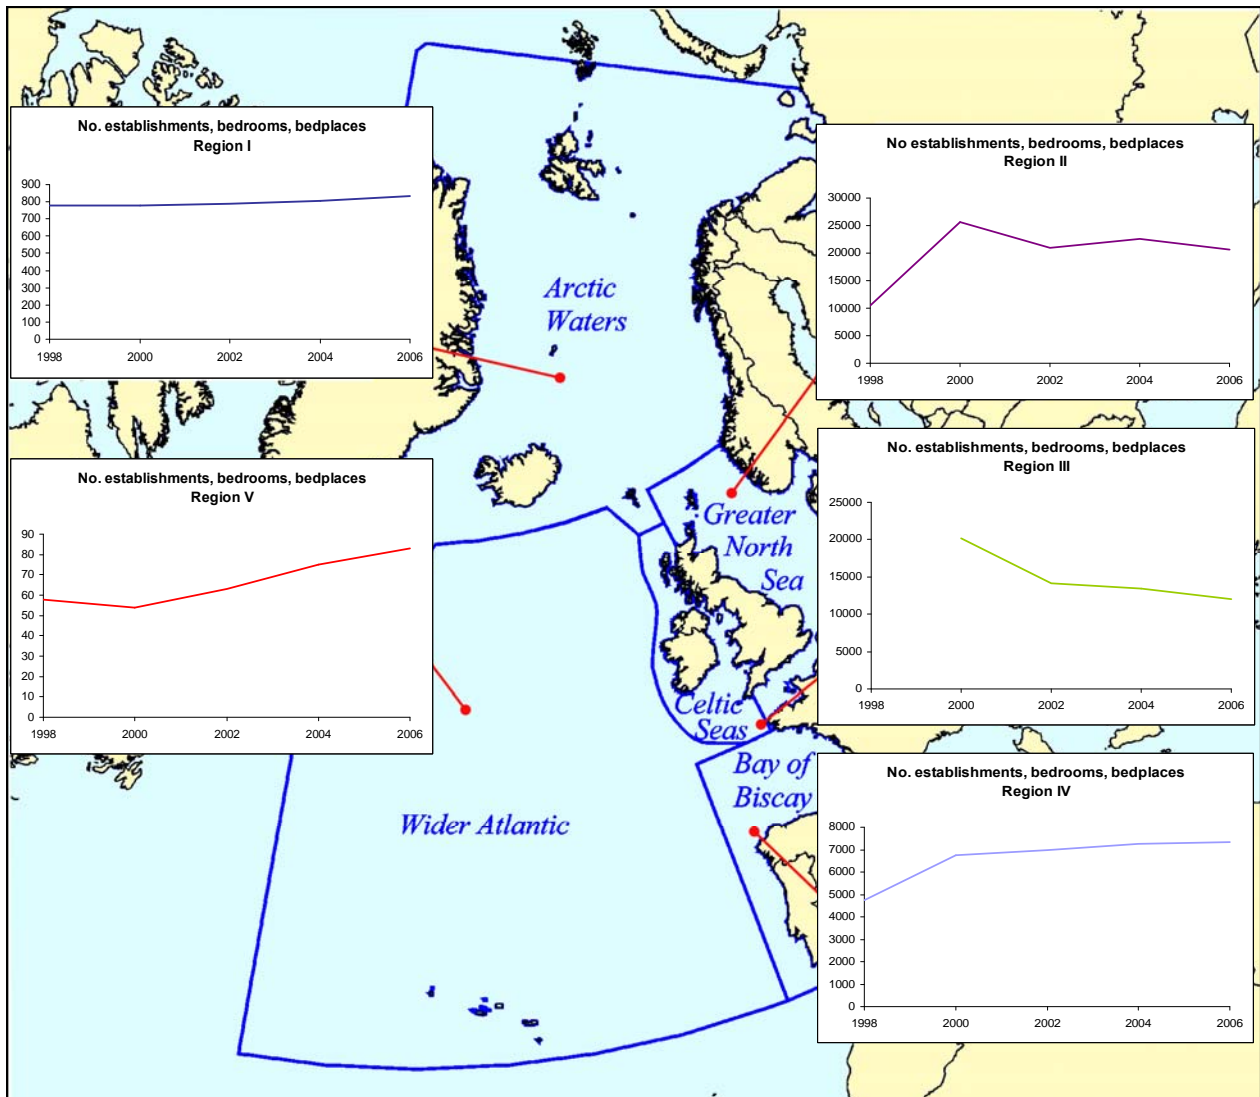 No. establishments, bedrooms, bedplaces
Region I
900
800
700
600
500
400
300
200
100
0
1998 2000 2002 2004 2006
No establishments, bedrooms, bedplaces
Region II
30000
25000
20000
15000
10000
5000
0
1998 2000 2002 2004 2006
Arctic
Waters
No. establishments, bedrooms, bedplaces
Region V
90
80
70
60
50
40
30
20
10
0
1998 2000 2002 2004 2006
No. establishments, bedrooms, bedplaces
Region III
25000
20000
15000
10000
5000
0
1998 2000 2002 2004 2006
Greater
North
Sea
Celtic
Seas
Bay of
Biscay
Wider Atlantic
No. establishments, bedrooms, bedplaces
Region IV
8000
7000
6000
5000
4000
3000
2000
1000
0
1998 2000 2002 2004 2006